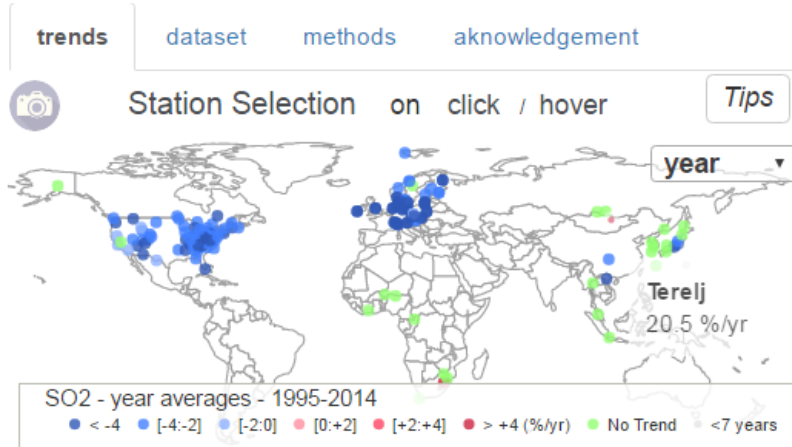 trends dataset methods aknowledgement
Station Selection on click / hover Tips
year
Terelj
20.5 %/yr
SO2 - year averages - 1995-2014
< -4 [-4:-2] [-2:0] [0:+2] [+2:+4] > +4 (%/yr) No Trend <7 years